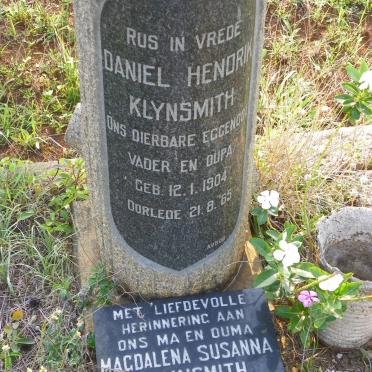 RUS IN VREDE
DANIEL HENDRIK
KLYNSMITH
ONS DIERBARE EGGENOOT
VADER EN OUPA
GEB. 12.1.1904
OORLEDE 21.8.'65
MET LIEFDEVOLLE
HERINNERING AAN
ONS MA EN OUMA
MAGDALENA SUSANNA